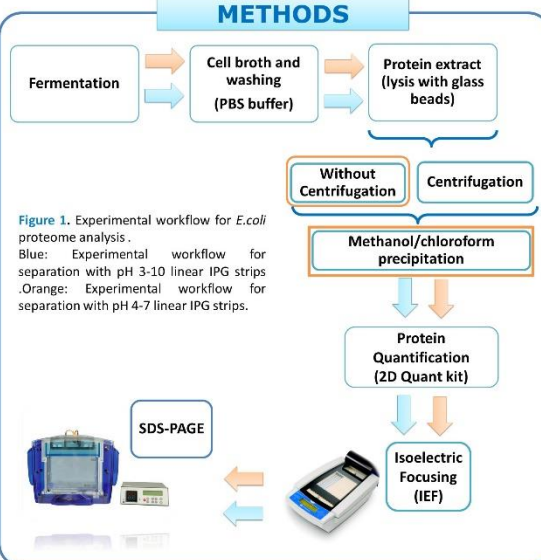 METHODS
Fermentation
Cell broth and
washing
(PBS buffer)
Protein extract
(lysis with glass
beads)
Without
Centrifugation
Centrifugation
Figure 1. Experimental workflow for E.coli
proteome analysis .
Blue: Experimental workflow for
separation with pH 3-10 linear IPG strips
.Orange: Experimental workflow for
separation with pH 4-7 linear IPG strips.
Methanol/chloroform
precipitation
Protein
Quantification
(2D Quant kit)
SDS-PAGE
Isoelectric
Focusing
(IEF)